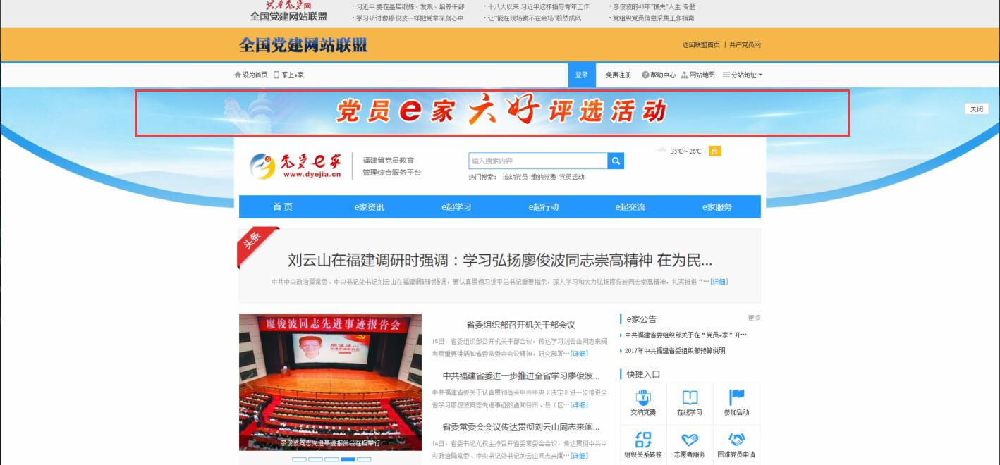 共产党员网
全国党建网站联盟
· 习近平:要在基层锻炼、发现、培养干部
· 十八大以来 习近平这样指导青年工作
· 廖俊波的48年"樵夫"人生 专题
· 学习研讨像廖俊波一样把党章深刻心中
· 让"能在现场就不在会场"蔚然成风
· 党组织党员信息采集工作指南
全国党建网站联盟
返回联盟首页 | 共产党员网
设为首页 掌上e家
登录 免费注册 帮助中心 网站地图 分站地址
党员e家六好评选活动
关闭
党员e家
www.dyejia.cn
福建省党员教育
管理综合服务平台
输入搜索内容
热门搜索: 流动党员 缴纳党费 党员活动
35℃~26℃ | 良
首 页 e家资讯 e起学习 e起行动 e起交流 e家服务
头条
刘云山在福建调研时强调：学习弘扬廖俊波同志崇高精神 在为民...
中共中央政治局常委、中央书记处书记刘云山在福建调研时强调，要认真贯彻习近平总书记重要指示，深入学习和大力弘扬廖俊波同志崇高精神，扎实推进“…[详细]
廖俊波同志先进事迹报告会
廖俊波
先进事迹报告会
廖俊波同志先进事迹报告会在榕举行
省委组织部召开机关干部会议
15日，省委组织部召开机关干部会议，传达学习刘云山同志来闽
考察重要讲话和省委常委会会议精神，研究部署…[详细]
中共福建省委进一步推进全省学习廖俊波...
中共福建省委关于认真贯彻落实中共中央《决定》进一步推进全
省学习廖俊波同志先进事迹的通知各市、县（区…[详细]
省委常委会会议传达贯彻刘云山同志来闽...
14日，省委书记尤权主持召开省委常委会会议，传达贯彻中共中
央政治局常委、中央书记处书记刘云山同志来闽…[详细]
e家公告 更多
中共福建省委组织部关于在“党员e家”开…
2017年中共福建省委组织部预算说明
快捷入口
交纳党费 在线学习 参加活动
组织关系转接 志愿者服务 困难党员申请